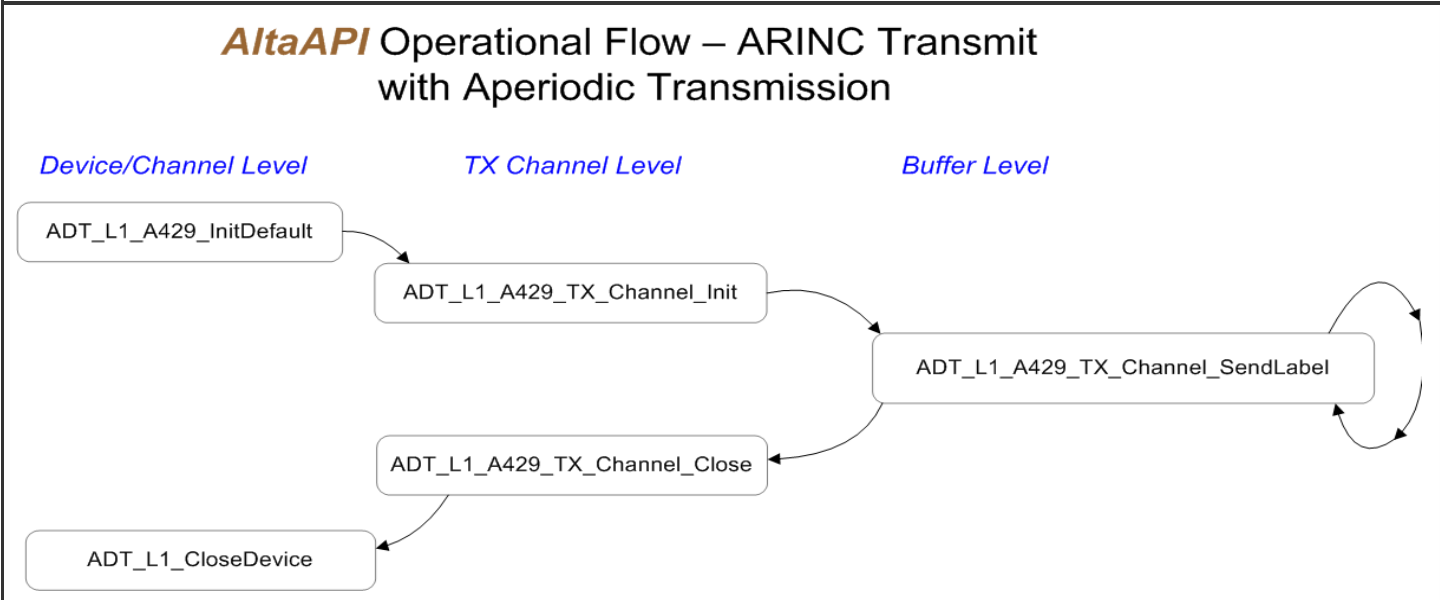 AltaAPI Operational Flow – ARINC Transmit
with Aperiodic Transmission
Device/Channel Level
TX Channel Level
Buffer Level
ADT_L1_A429_InitDefault
ADT_L1_A429_TX_Channel_Init
ADT_L1_A429_TX_Channel_SendLabel
ADT_L1_A429_TX_Channel_Close
ADT_L1_CloseDevice